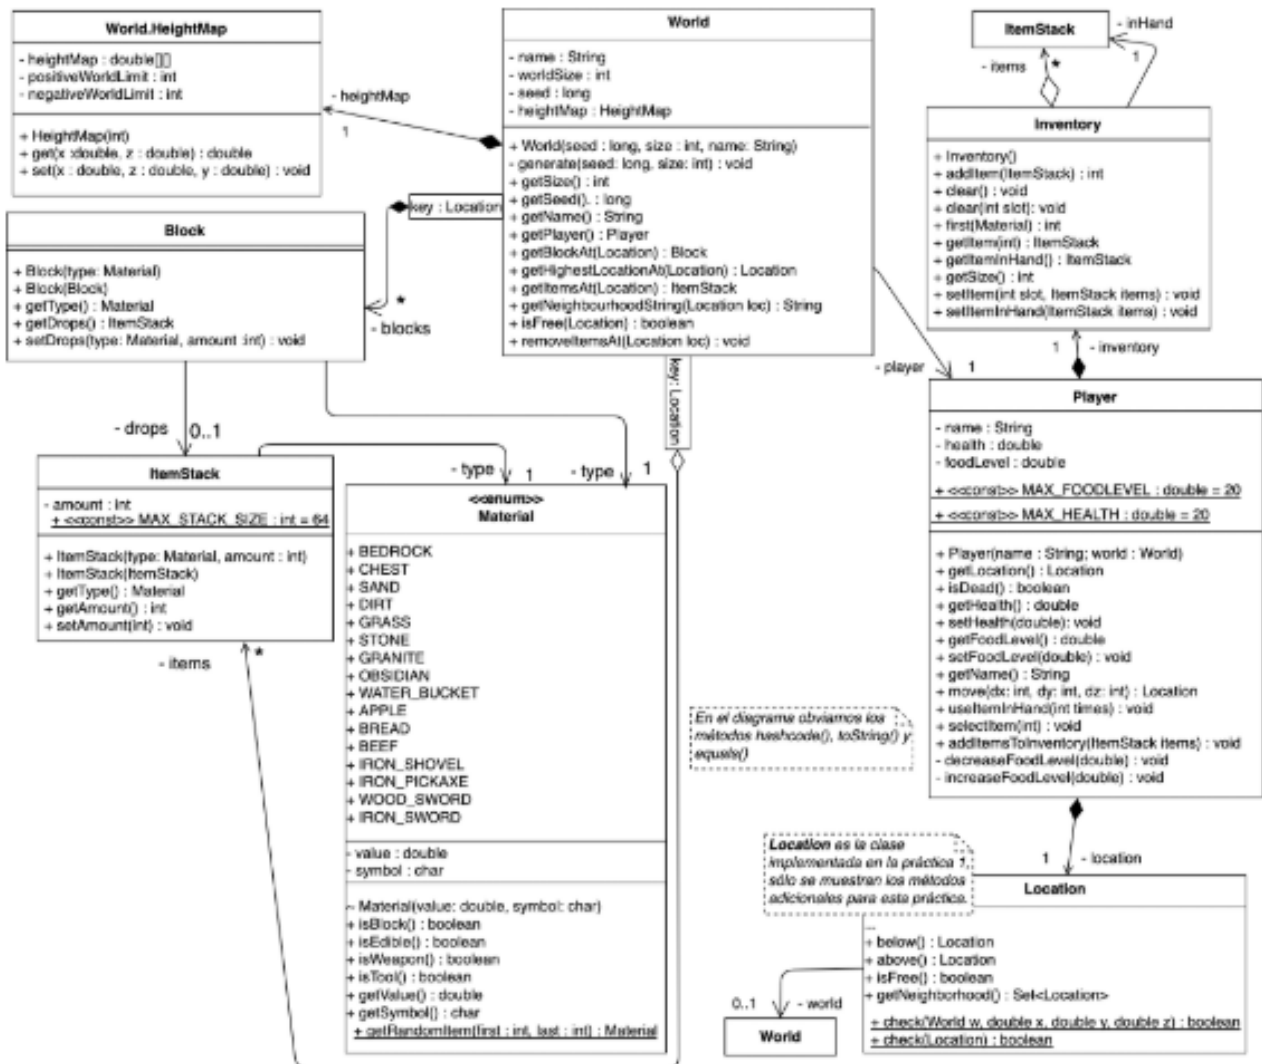 World.HeightMap
- heightMap : double[][]
- positiveWorldLimit : int
- negativeWorldLimit : int
+ HeightMap(int)
+ get(x :double, z : double) : double
+ set(x : double, z : double, y : double) : void
- heightMap
1
World
- name : String
- worldSize : int
- seed : long
- heightMap : HeightMap
+ World(seed : long, size : int, name: String)
- generate(seed: long, size: int) : void
+ getSize() : int
+ getSeed(). : long
+ getName() : String
+ getPlayer() : Player
+ getBlockAt(Location) : Block
+ getHighestLocationAt(Location) : Location
+ getItemsAt(Location) : ItemStack
+ getNeighbourhoodString(Location loc) : String
+ isFree(Location) : boolean
+ removeItemsAt(Location loc) : void
ItemStack
- inHand
1
- items
*
Inventory
+ Inventory()
+ addItem(ItemStack) : int
+ clear() : void
+ clear(int slot): void
+ first(Material) : int
+ getItem(int) : ItemStack
+ getItemInHand() : ItemStack
+ getSize() : int
+ setItem(int slot, ItemStack items) : void
+ setItemInHand(ItemStack items) : void
key : Location
*
- blocks
Block
+ Block(type: Material)
+ Block(Block)
+ getType() : Material
+ getDrops() : ItemStack
+ setDrops(type: Material, amount :int) : void
key: Location
- player
1
1
- inventory
Player
- name : String
- health : double
- foodLevel : double
+ <<const>> MAX_FOODLEVEL : double = 20
+ <<const>> MAX_HEALTH : double = 20
+ Player(name : String; world : World)
+ getLocation() : Location
+ isDead() : boolean
+ getHealth() : double
+ setHealth(double): void
+ getFoodLevel() : double
+ setFoodLevel(double) : void
+ getName() : String
+ move(dx: int, dy: int, dz: int) : Location
+ useItemInHand(int times) : void
+ selectItem(int) : void
+ addItemsToInventory(ItemStack items) : void
- decreaseFoodLevel(double) : void
- increaseFoodLevel(double) : void
- drops
0..1
- type
1
- type
1
ItemStack
- amount : int
+ <<const>> MAX_STACK_SIZE : int = 64
+ ItemStack(type: Material, amount : int)
+ ItemStack(ItemStack)
+ getType() : Material
+ getAmount() : int
+ setAmount(int) : void
- items
*
<<enum>>
Material
+ BEDROCK
+ CHEST
+ SAND
+ DIRT
+ GRASS
+ STONE
+ GRANITE
+ OBSIDIAN
+ WATER_BUCKET
+ APPLE
+ BREAD
+ BEEF
+ IRON_SHOVEL
+ IRON_PICKAXE
+ WOOD_SWORD
+ IRON_SWORD
- value : double
- symbol : char
~ Material(value: double, symbol: char)
+ isBlock() : boolean
+ isEdible() : boolean
+ isWeapon() : boolean
+ isTool() : boolean
+ getValue() : double
+ getSymbol() : char
+ getRandomItem(first : int, last : int) : Material
En el diagrama obviamos los
métodos hashcode(), toString() y
equals()
Location es la clase
implementada en la práctica 1,
sólo se muestren los métodos
adicionales para esta práctica.
1
- location
Location
...
+ below() : Location
+ above() : Location
+ isFree() : boolean
+ getNeighborhood() : Set<Location>
+ check(World w, double x, double y, double z) : boolean
+ check(Location) : boolean
0..1
- world
World